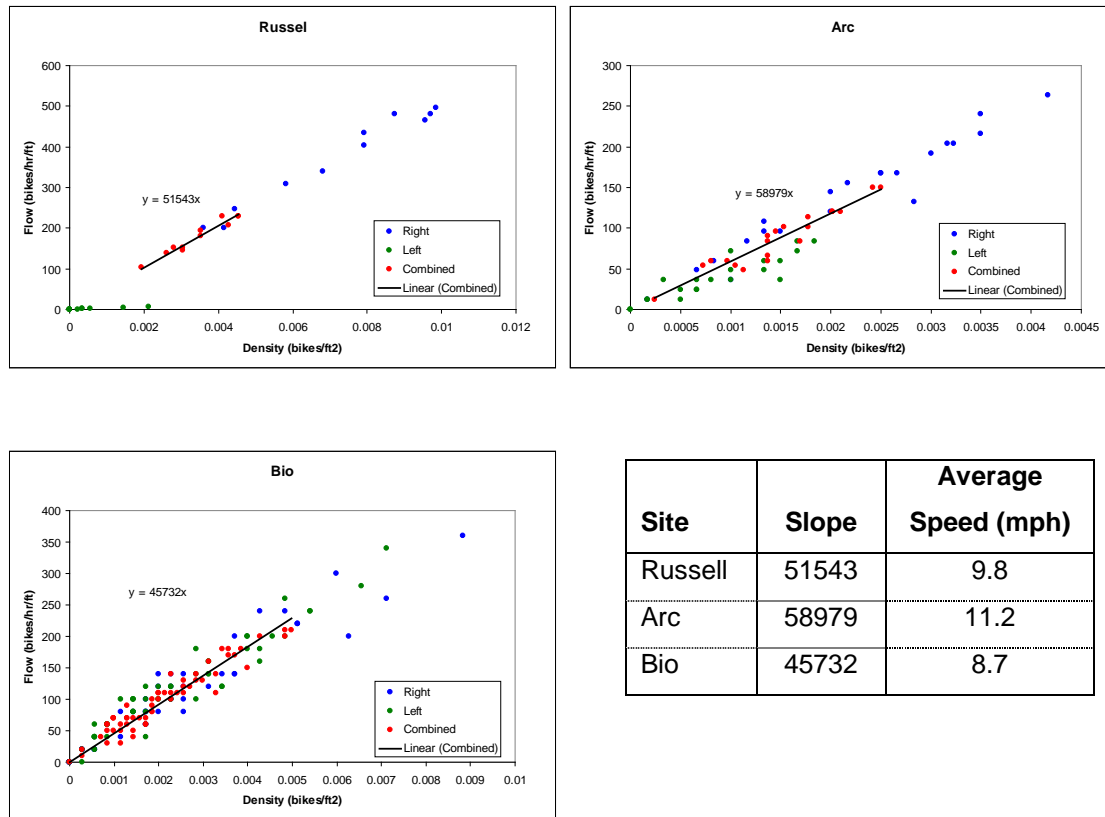 Russel
600
500
400
300
200
100
0
0 0.002 0.004 0.006 0.008 0.01 0.012
Density (bikes/ft2)
Flow (bikes/hr/ft)
y = 51543x
Right
Left
Combined
Linear (Combined)
Arc
300
250
200
150
100
50
0
0 0.0005 0.001 0.0015 0.002 0.0025 0.003 0.0035 0.004 0.0045
Density (bikes/ft2)
Flow (bikes/hr/ft)
y = 58979x
Right
Left
Combined
Linear (Combined)
Bio
400
350
300
250
200
150
100
50
0
0 0.001 0.002 0.003 0.004 0.005 0.006 0.007 0.008 0.009 0.01
Density (bikes/ft2)
Flow (bikes/hr/ft)
y = 45732x
Right
Left
Combined
Linear (Combined)
Average
Site Slope Speed (mph)
Russell 51543 9.8
Arc 58979 11.2
Bio 45732 8.7